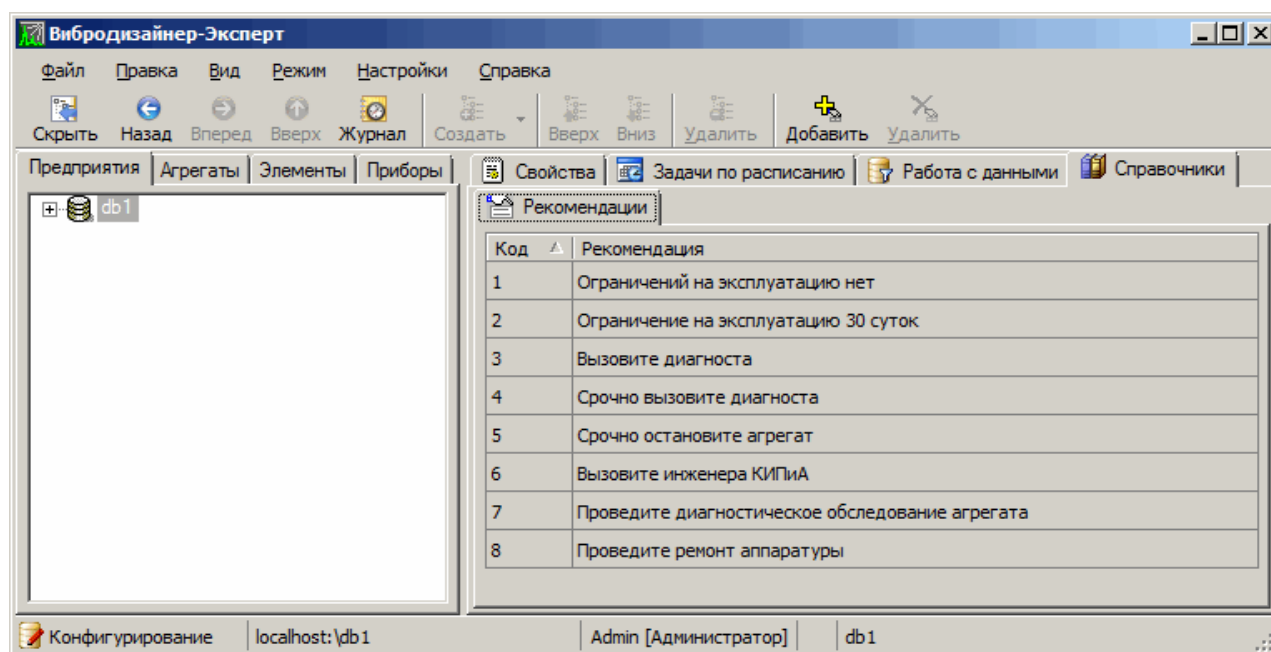 Вибродизайнер-Эксперт
Файл Правка Вид Режим Настройки Справка
Скрыть Назад Вперед Вверх Журнал Создать Вверх Вниз Удалить Добавить Удалить
Предприятия Агрегаты Элементы Приборы Свойства Задачи по расписанию Работа с данными Справочники
db1
Рекомендации
Код Рекомендация
1 Ограничений на эксплуатацию нет
2 Ограничение на эксплуатацию 30 суток
3 Вызовите диагноста
4 Срочно вызовите диагноста
5 Срочно остановите агрегат
6 Вызовите инженера КИПиА
7 Проведите диагностическое обследование агрегата
8 Проведите ремонт аппаратуры
Конфигурирование localhost:\db1 Admin [Администратор] db1